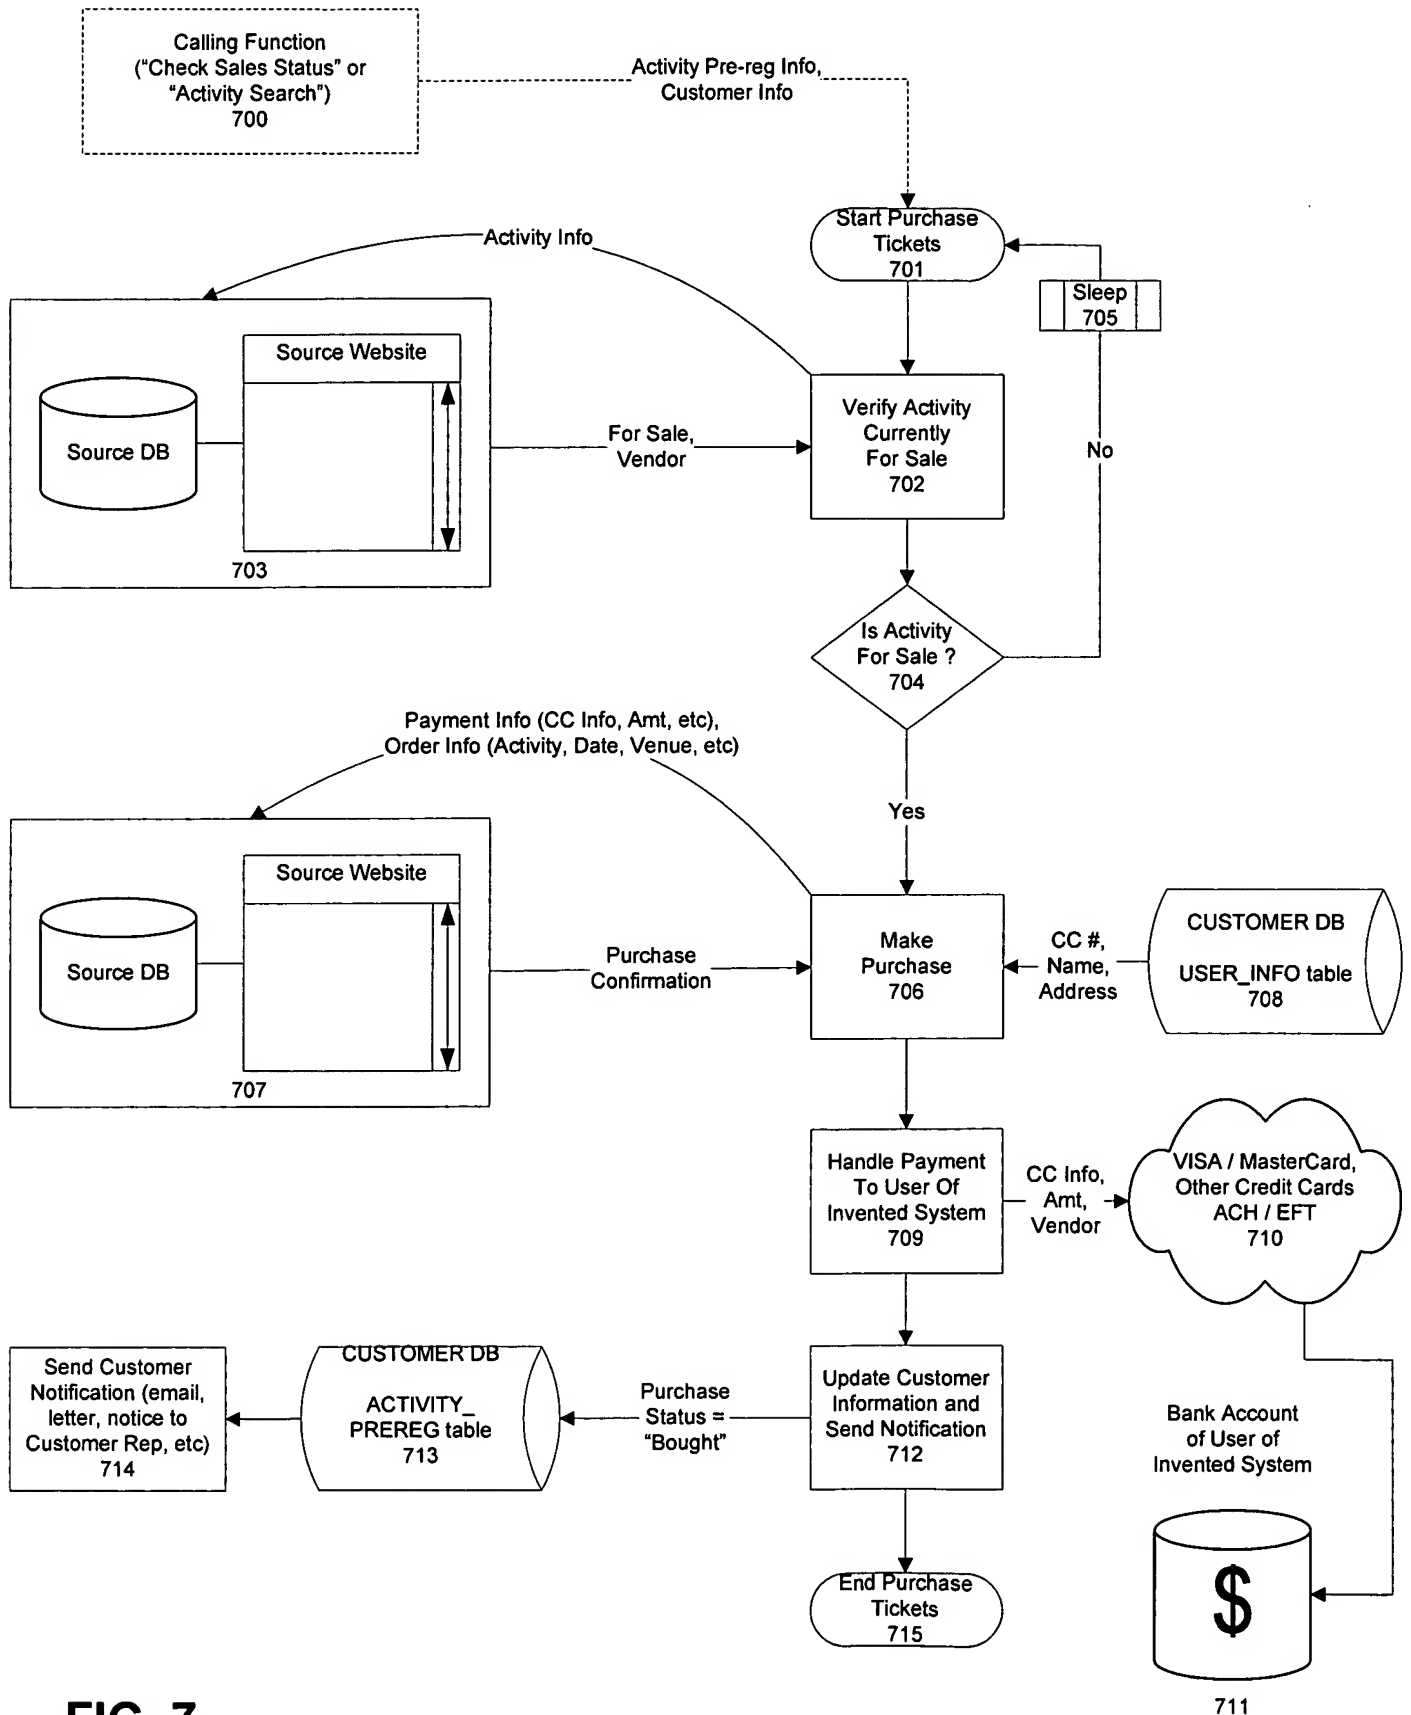 Calling Function
("Check Sales Status" or
"Activity Search")
700
Activity Pre-reg Info,
Customer Info
Start Purchase
Tickets
701
Activity Info
Sleep
705
Source Website
Source DB
703
For Sale,
Vendor
Verify Activity
Currently
For Sale
702
No
Is Activity
For Sale ?
704
Payment Info (CC Info, Amt, etc),
Order Info (Activity, Date, Venue, etc)
Yes
Source Website
Source DB
707
Purchase
Confirmation
Make
Purchase
706
CC #,
Name,
Address
CUSTOMER DB
USER_INFO table
708
Handle Payment
To User Of
Invented System
709
CC Info,
Amt,
Vendor
VISA / MasterCard,
Other Credit Cards
ACH / EFT
710
Send Customer
Notification (email,
letter, notice to
Customer Rep, etc)
714
CUSTOMER DB
ACTIVITY_
PREREG table
713
Purchase
Status =
"Bought"
Update Customer
Information and
Send Notification
712
Bank Account
of User of
Invented System
$
711
End Purchase
Tickets
715
FIG. 7